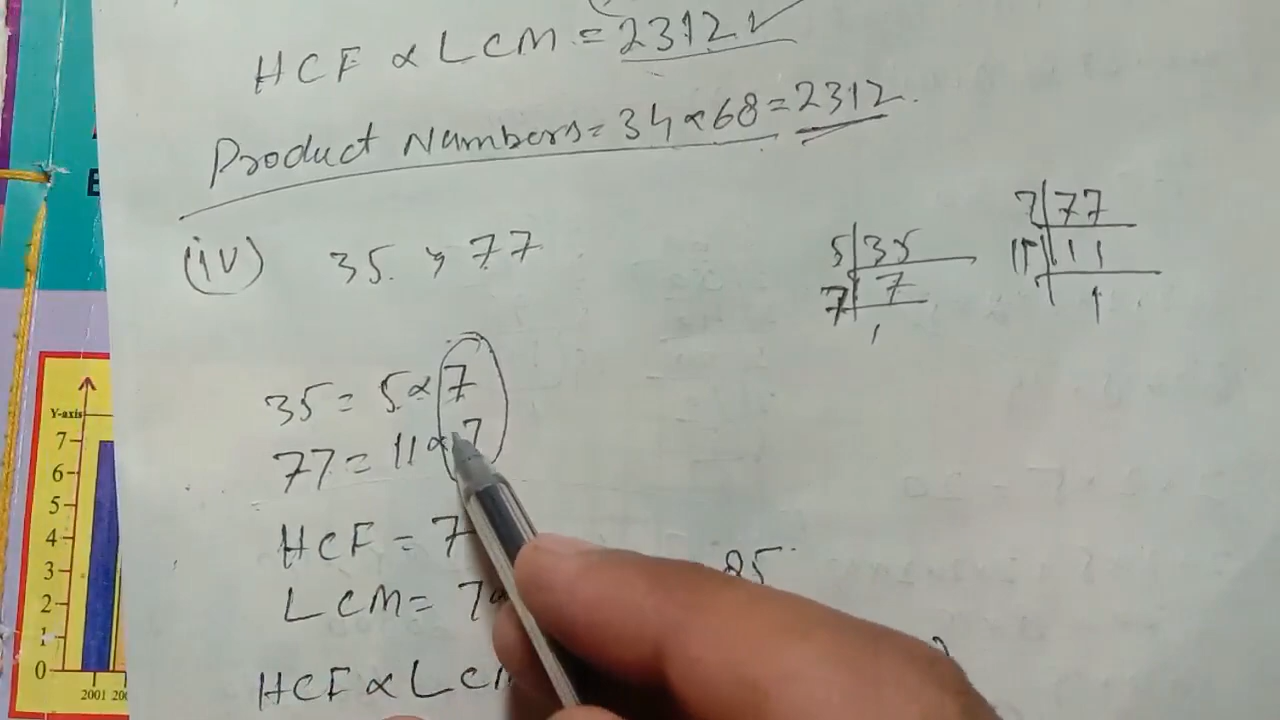 HCF × LCM = 2312 ✓
Product Numbers = 34 × 68 = 2312.
(iv) 35 , 77
5 35
7 7
1
7 77
11 11
1
35 = 5 × 7
77 = 11 × 7
HCF = 7
LCM = 7 ×
85
HCF × LCM
Y-axis
7
6
5
4
3
2
1
0
2001